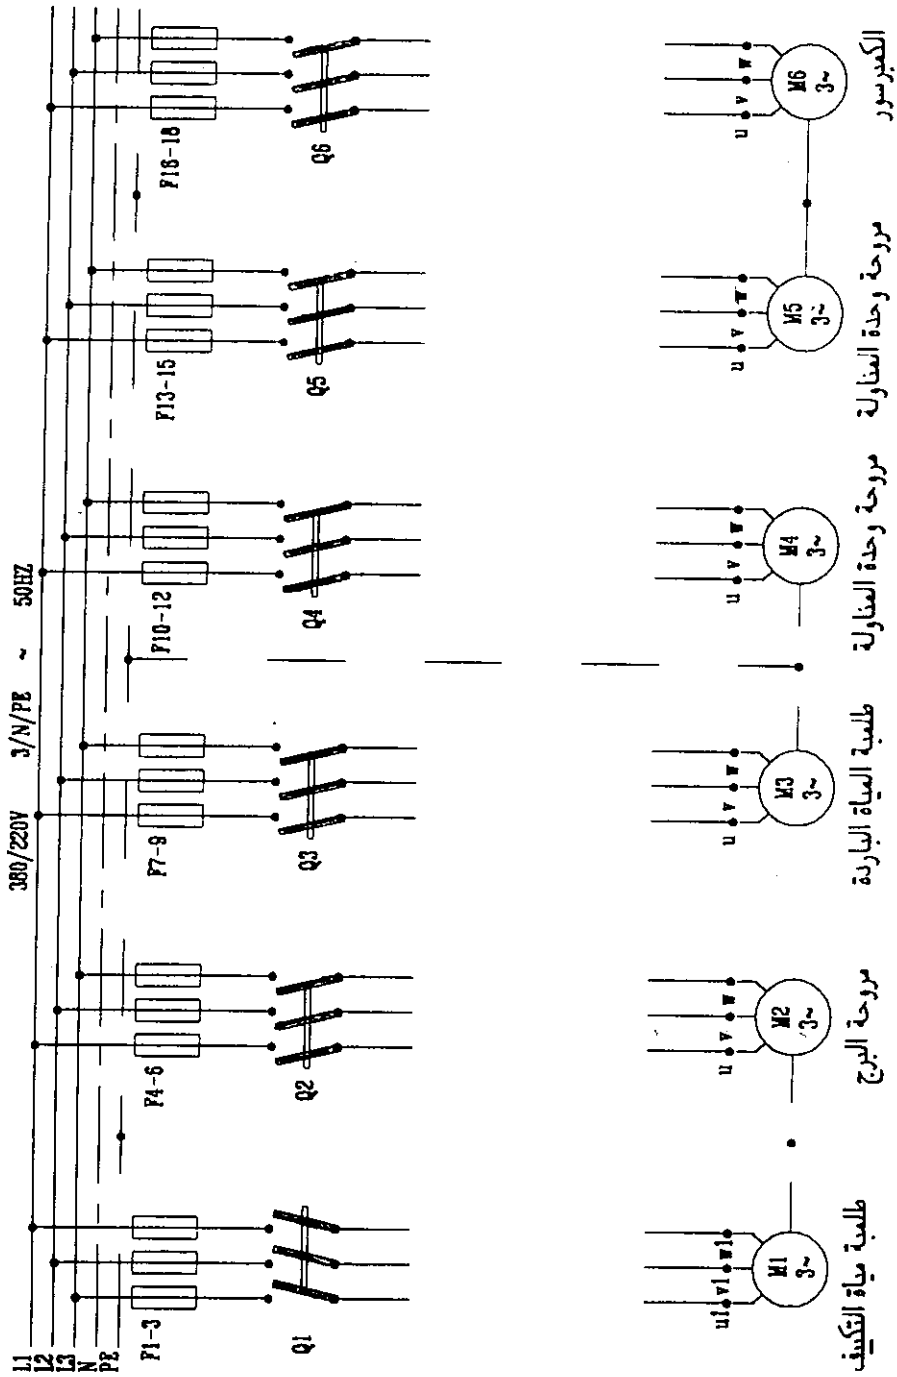 380/220V 3/N/PE ~ 50HZ
L1
L2
L3
N
PE
F1-3
F4-6
F7-9
F10-12
F13-15
F16-18
Q1
Q2
Q3
Q4
Q5
Q6
u1 v1 w1
u v w
u v w
u v w
u v w
u v w
M1
3~
M2
3~
M3
3~
M4
3~
M5
3~
M6
3~
طلمبة مياة التكييف
مروحة البرج
طلمبة المياة الباردة
مروحة وحدة المناولة
مروحة وحدة المناولة
الكمبرسور